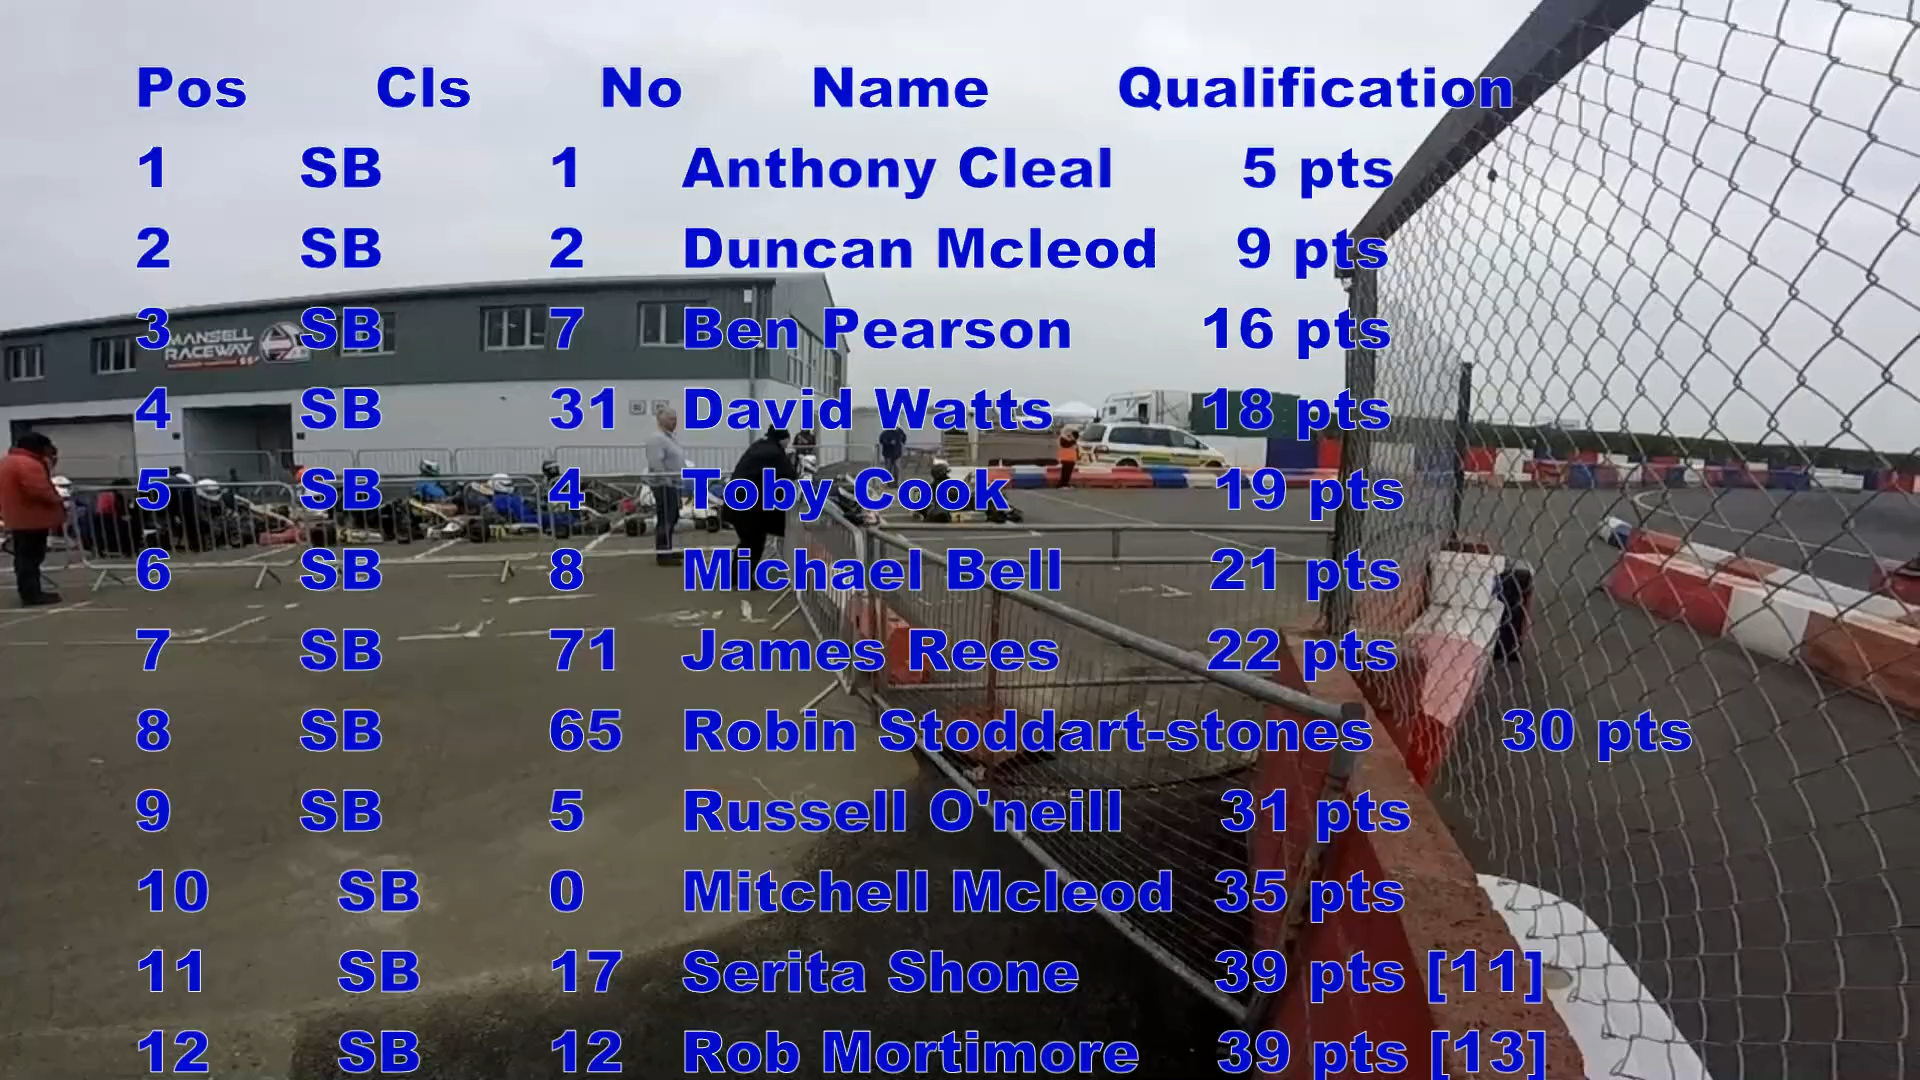 Pos Cls No Name Qualification
1 SB 1 Anthony Cleal 5 pts
2 SB 2 Duncan Mcleod 9 pts
3 SB 7 Ben Pearson 16 pts
MANSELL
RACEWAY
4 SB 31 David Watts 18 pts
5 SB 4 Toby Cook 19 pts
6 SB 8 Michael Bell 21 pts
7 SB 71 James Rees 22 pts
8 SB 65 Robin Stoddart-stones 30 pts
9 SB 5 Russell O'neill 31 pts
10 SB 0 Mitchell Mcleod 35 pts
11 SB 17 Serita Shone 39 pts [11]
12 SB 12 Rob Mortimore 39 pts [13]